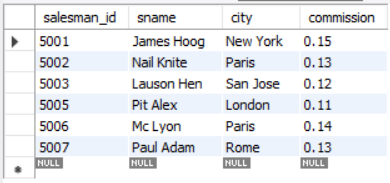 salesman_id sname city commission
5001 James Hoog New York 0.15
5002 Nail Knite Paris 0.13
5003 Lauson Hen San Jose 0.12
5005 Pit Alex London 0.11
5006 Mc Lyon Paris 0.14
5007 Paul Adam Rome 0.13
NULL NULL NULL NULL